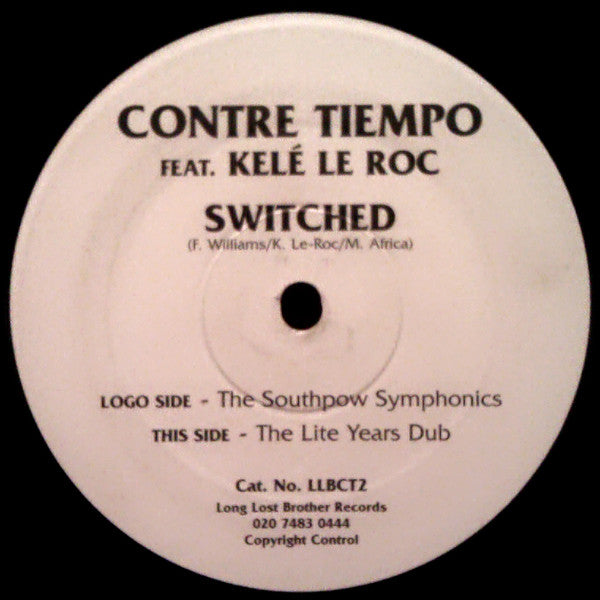 CONTRE TIEMPO
FEAT. KELÉ LE ROC
SWITCHED
(F. Williams/K. Le-Roc/M. Africa)
LOGO SIDE - The Southpow Symphonics
THIS SIDE - The Lite Years Dub
Cat. No. LLBCT2
Long Lost Brother Records
020 7483 0444
Copyright Control